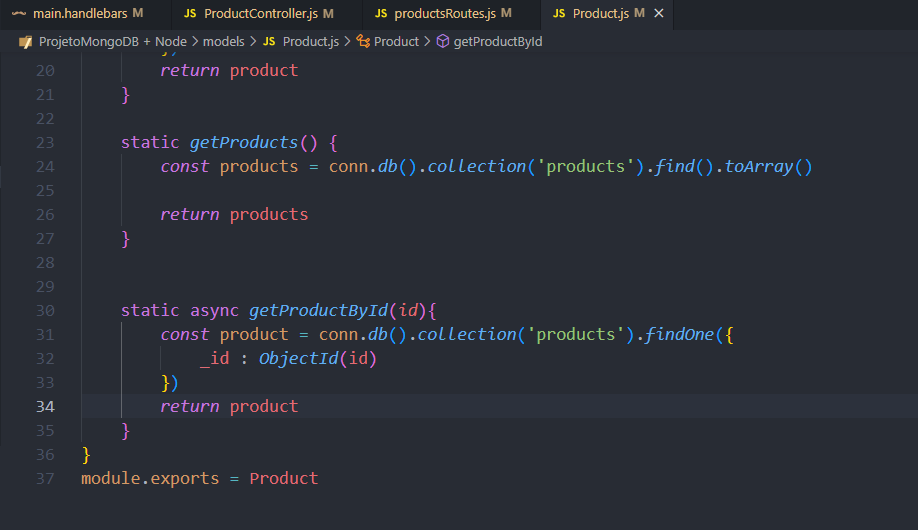 main.handlebars M
JS ProductController.js M
JS productsRoutes.js M
JS Product.js M ×
ProjetoMongoDB + Node > models > JS Product.js > Product > getProductById
20 return product
21 }
22
23 static getProducts() {
24 const products = conn.db().collection('products').find().toArray()
25
26 return products
27 }
28
29
30 static async getProductById(id){
31 const product = conn.db().collection('products').findOne({
32 _id : ObjectId(id)
33 })
34 return product
35 }
36 }
37 module.exports = Product